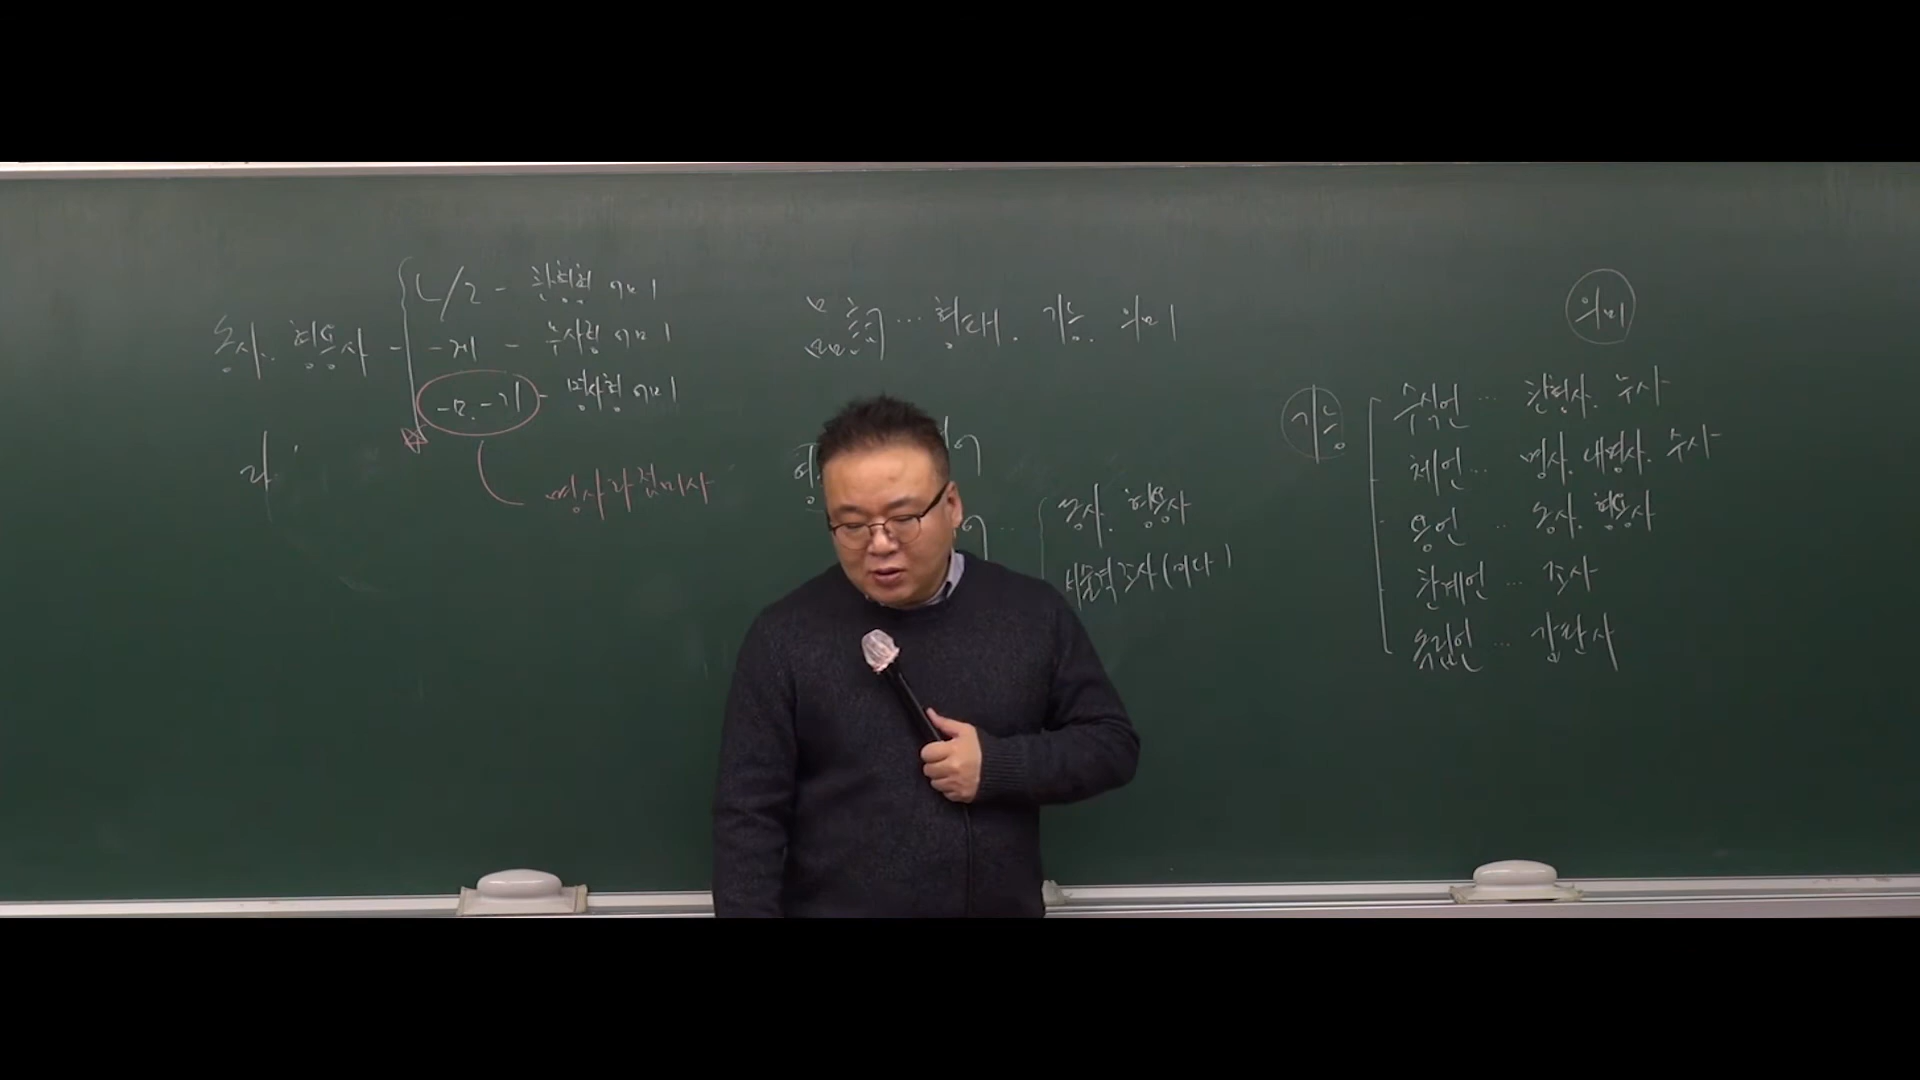 동사. 형용사 -
ㄴ/ㄹ - 관형형 어미
-게 - 부사형 어미
-ㅁ. -기 - 명사형 어미
명사화 접미사
품사 … 형태. 기능. 의미
동사. 형용사
서술격 조사(이다)
의미
기능
수식언 … 관형사. 부사
체언 … 명사. 대명사. 수사
용언 … 동사. 형용사
관계언 … 조사
독립언 … 감탄사